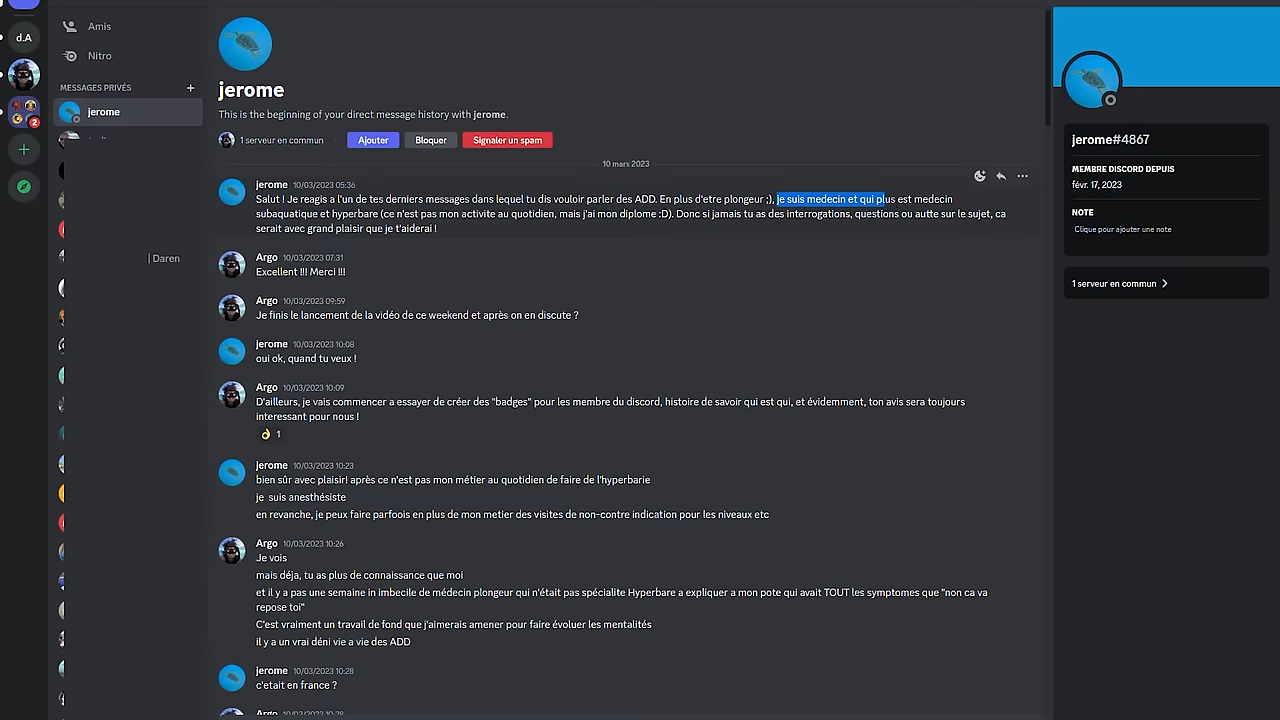 d.A
Amis
Nitro
MESSAGES PRIVÉS +
jerome
| Daren
2
jerome
This is the beginning of your direct message history with jerome.
1 serveur en commun Ajouter Bloquer Signaler un spam
10 mars 2023
jerome 10/03/2023 05:36
Salut ! Je reagis a l'un de tes derniers messages dans lequel tu dis vouloir parler des ADD. En plus d'etre plongeur ;), je suis medecin et qui plus est medecin
subaquatique et hyperbare (ce n'est pas mon activite au quotidien, mais j'ai mon diplome :D). Donc si jamais tu as des interrogations, questions ou autte sur le sujet, ca
serait avec grand plaisir que je t'aiderai !
Argo 10/03/2023 07:31
Excellent !!! Merci !!!
Argo 10/03/2023 09:59
Je finis le lancement de la vidéo de ce weekend et après on en discute ?
jerome 10/03/2023 10:08
oui ok, quand tu veux !
Argo 10/03/2023 10:09
D'ailleurs, je vais commencer a essayer de créer des "badges" pour les membre du discord, histoire de savoir qui est qui, et évidemment, ton avis sera toujours
interessant pour nous !
1
jerome 10/03/2023 10:23
bien sûr avec plaisir! après ce n'est pas mon métier au quotidien de faire de l'hyperbarie
je suis anesthésiste
en revanche, je peux faire parfoois en plus de mon metier des visites de non-contre indication pour les niveaux etc
Argo 10/03/2023 10:26
Je vois
mais déja, tu as plus de connaissance que moi
et il y a pas une semaine in imbecile de médecin plongeur qui n'était pas spécialite Hyperbare a expliquer a mon pote qui avait TOUT les symptomes que "non ca va
repose toi"
C'est vraiment un travail de fond que j'aimerais amener pour faire évoluer les mentalités
il y a un vrai déni vie a vie des ADD
jerome 10/03/2023 10:28
c'etait en france ?
Argo 10/03/2023 10:28
jerome#4867
MEMBRE DISCORD DEPUIS
févr. 17, 2023
NOTE
Clique pour ajouter une note
1 serveur en commun